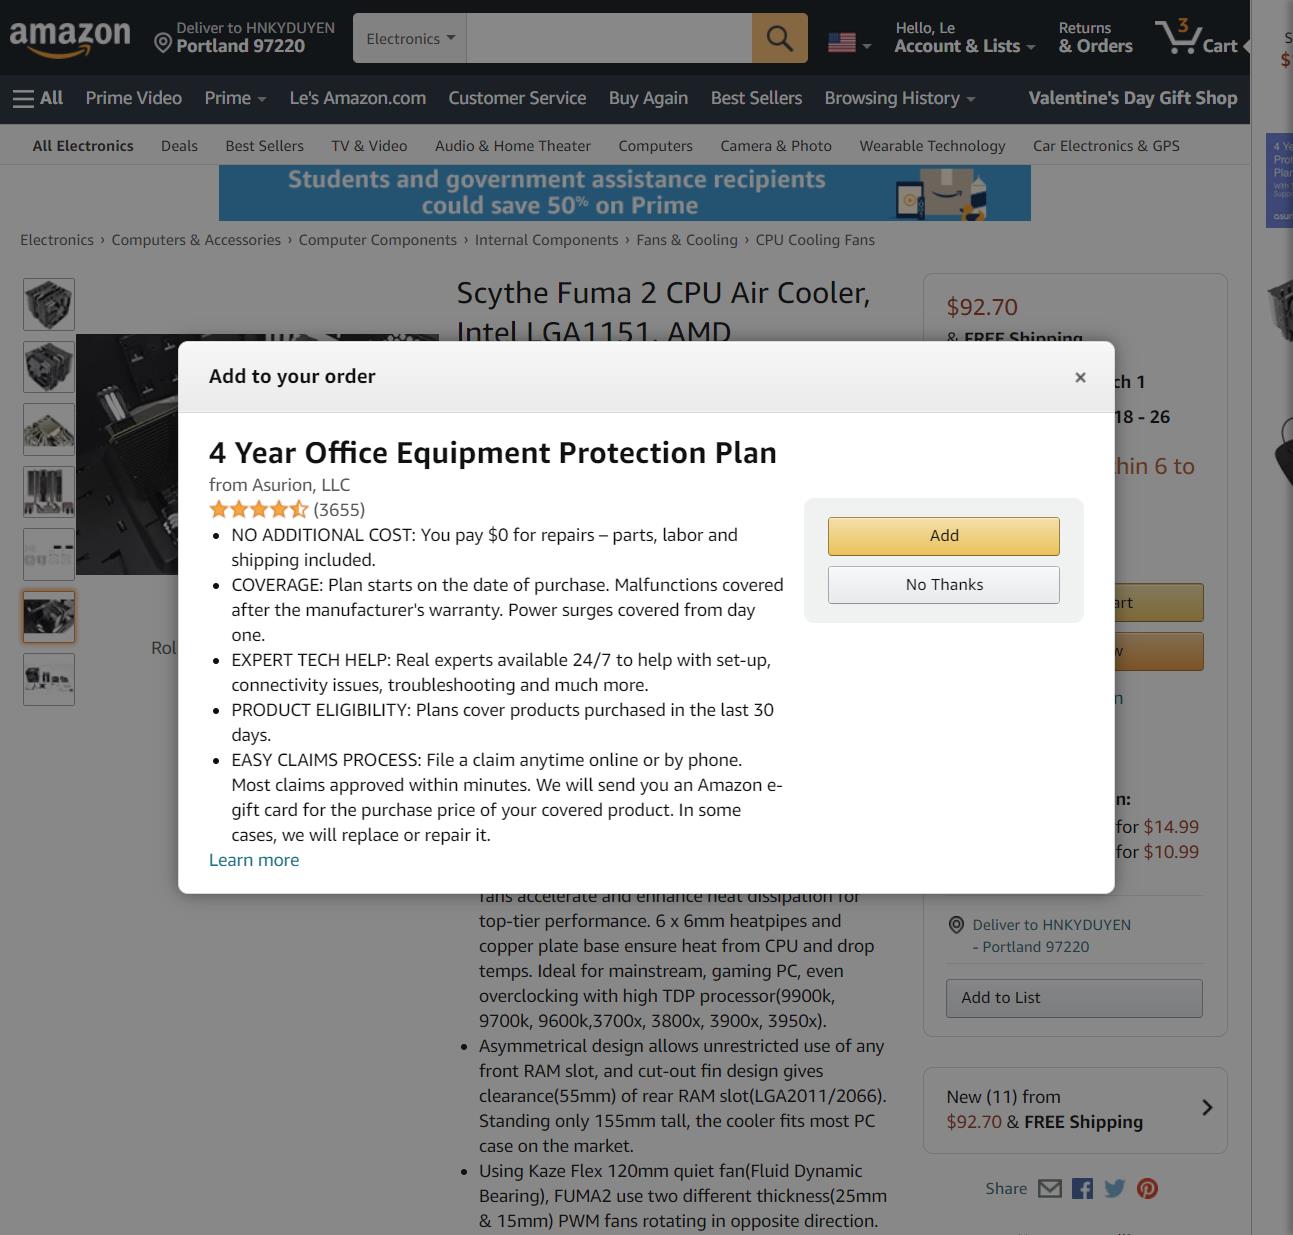 amazon
Deliver to HNKYDUYEN
Portland 97220
Electronics
Hello, Le
Account & Lists
Returns
& Orders
3
Cart
All
Prime Video
Prime
Le's Amazon.com
Customer Service
Buy Again
Best Sellers
Browsing History
Valentine's Day Gift Shop
All Electronics
Deals
Best Sellers
TV & Video
Audio & Home Theater
Computers
Camera & Photo
Wearable Technology
Car Electronics & GPS
Students and government assistance recipients
could save 50% on Prime
Electronics › Computers & Accessories › Computer Components › Internal Components › Fans & Cooling › CPU Cooling Fans
Scythe Fuma 2 CPU Air Cooler,
Intel LGA1151, AMD
$92.70
& FREE Shipping
ch 1
18 - 26
hin 6 to
Rol
Add to your order
×
4 Year Office Equipment Protection Plan
from Asurion, LLC
(3655)
• NO ADDITIONAL COST: You pay $0 for repairs – parts, labor and
shipping included.
• COVERAGE: Plan starts on the date of purchase. Malfunctions covered
after the manufacturer's warranty. Power surges covered from day
one.
• EXPERT TECH HELP: Real experts available 24/7 to help with set-up,
connectivity issues, troubleshooting and much more.
• PRODUCT ELIGIBILITY: Plans cover products purchased in the last 30
days.
• EASY CLAIMS PROCESS: File a claim anytime online or by phone.
Most claims approved within minutes. We will send you an Amazon e-
gift card for the purchase price of your covered product. In some
cases, we will replace or repair it.
Learn more
Add
No Thanks
art
w
n
n:
for $14.99
for $10.99
fans accelerate and enhance heat dissipation for
top-tier performance. 6 x 6mm heatpipes and
copper plate base ensure heat from CPU and drop
temps. Ideal for mainstream, gaming PC, even
overclocking with high TDP processor(9900k,
9700k, 9600k,3700x, 3800x, 3900x, 3950x).
• Asymmetrical design allows unrestricted use of any
front RAM slot, and cut-out fin design gives
clearance(55mm) of rear RAM slot(LGA2011/2066).
Standing only 155mm tall, the cooler fits most PC
case on the market.
• Using Kaze Flex 120mm quiet fan(Fluid Dynamic
Bearing), FUMA2 use two different thickness(25mm
& 15mm) PWM fans rotating in opposite direction.
Deliver to HNKYDUYEN
- Portland 97220
Add to List
New (11) from
$92.70 & FREE Shipping
Share
S
$
4 Ye
Prot
Plan
asur